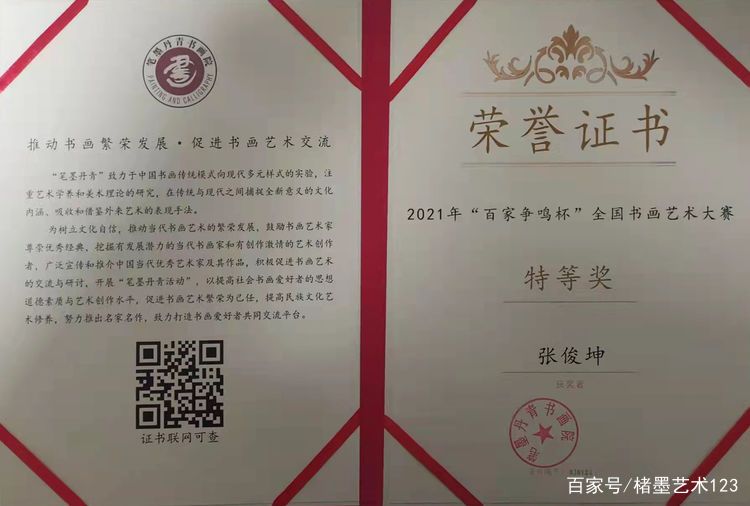 笔墨丹青书画院
PAINTING AND CALLIGRAPHY
推动书画繁荣发展·促进书画艺术交流
“笔墨丹青”致力于中国书画传统模式向现代多元样式的实验,注
重艺术学养和美术理论的研究,在传统与现代之间捕捉全新意义的文化
内涵、吸收和借鉴外来艺术的表现手法。
为树立文化自信,推动当代书画艺术的繁荣发展,鼓励书画艺术家
尊崇优秀经典,挖掘有发展潜力的当代书画家和有创作激情的艺术创作
者,广泛宣传和推介中国当代优秀艺术家及其作品,积极促进书画艺术
的交流与研讨、开展“笔墨丹青活动”,以提高社会书画爱好者的思想
道德素质与艺术创作水平,促进书画艺术繁荣为己任,提高民族文化艺
术修养,努力推出名家名作,致力打造书画爱好者共同交流平台。
证书联网可查
荣誉证书
2021年“百家争鸣杯”全国书画艺术大赛
特等奖
张俊坤
获奖者
笔墨丹青书画院
百家号/楮墨艺术123